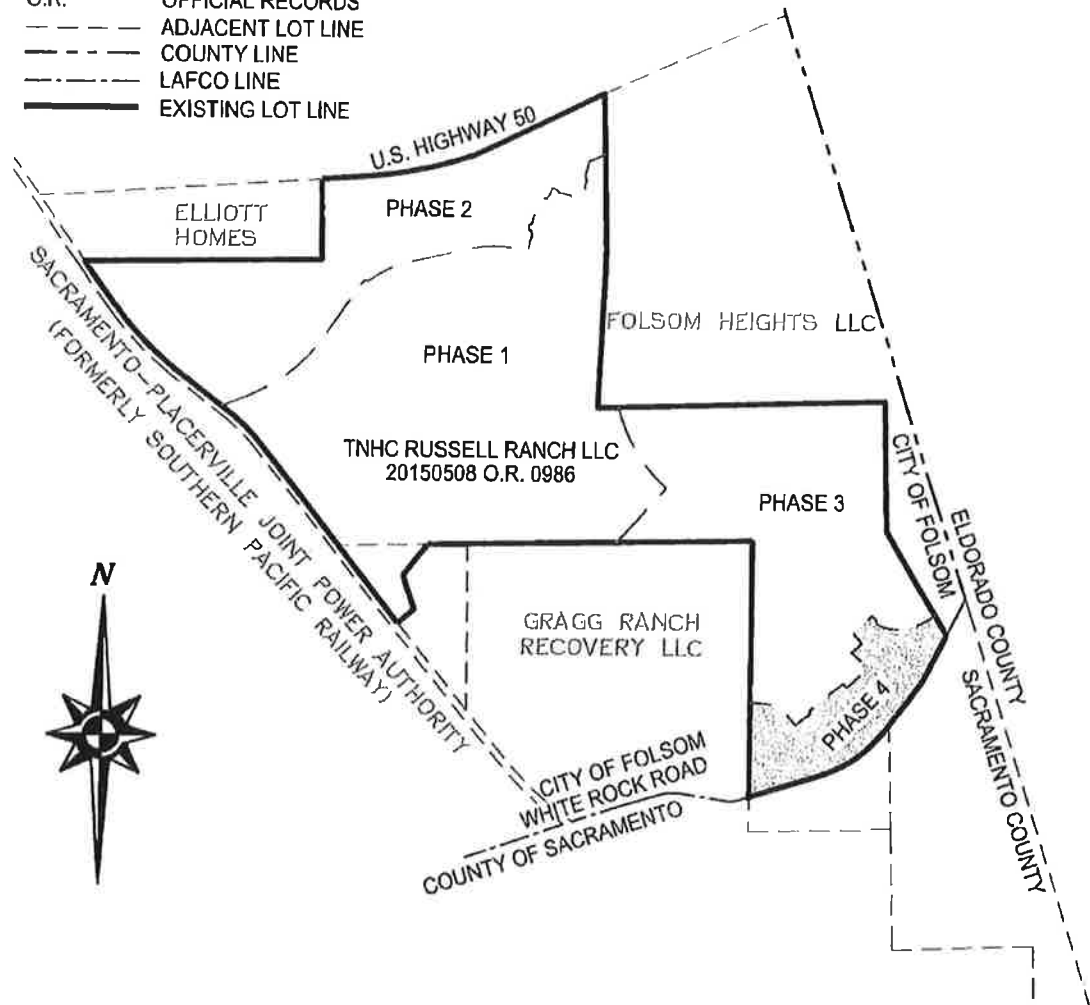 O.R. OFFICIAL RECORDS
ADJACENT LOT LINE
COUNTY LINE
LAFCO LINE
EXISTING LOT LINE
U.S. HIGHWAY 50
ELLIOTT
HOMES
PHASE 2
SACRAMENTO-PLACERVILLE JOINT POWER AUTHORITY
(FORMERLY SOUTHERN PACIFIC RAILWAY)
FOLSOM HEIGHTS LLC
PHASE 1
TNHC RUSSELL RANCH LLC
20150508 O.R. 0986
PHASE 3
CITY OF FOLSOM
ELDORADO COUNTY
SACRAMENTO COUNTY
N
GRAGG RANCH
RECOVERY LLC
PHASE 4
CITY OF FOLSOM
WHITE ROCK ROAD
COUNTY OF SACRAMENTO